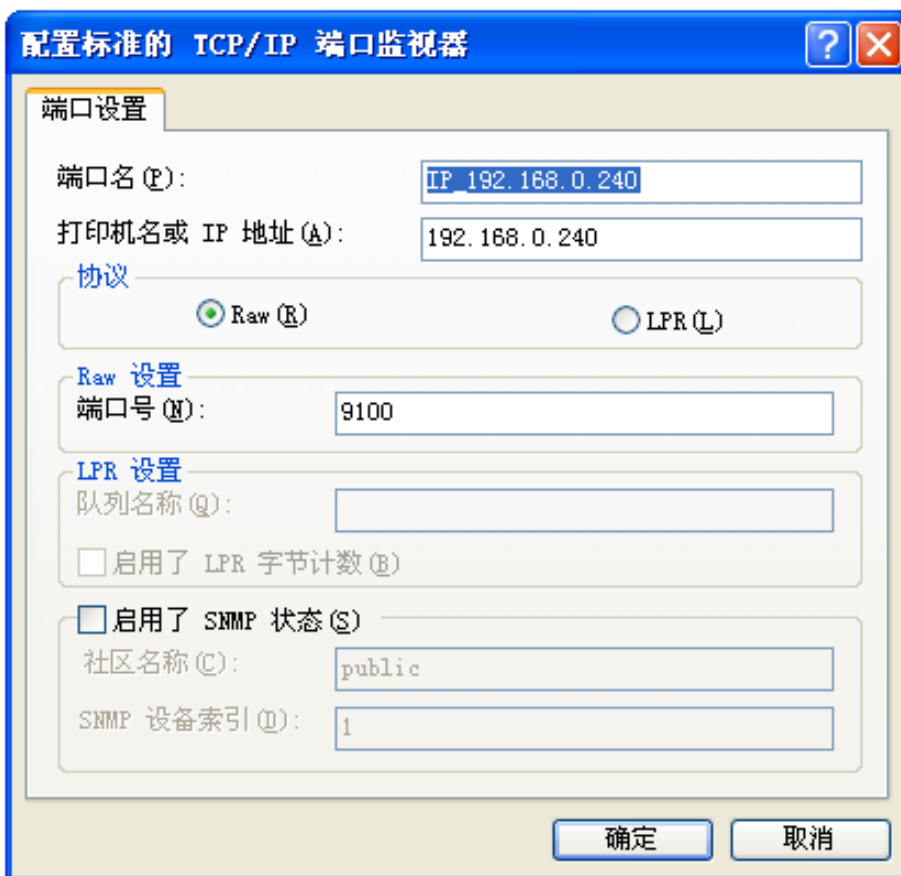 配置标准的 TCP/IP 端口监视器
端口设置
端口名(P): IP_192.168.0.240
打印机名或 IP 地址(A): 192.168.0.240
协议
Raw(R) LPR(L)
Raw 设置
端口号(N): 9100
LPR 设置
队列名称(Q):
启用了 LPR 字节计数(B)
启用了 SNMP 状态(S)
社区名称(C): public
SNMP 设备索引(D): 1
确定 取消